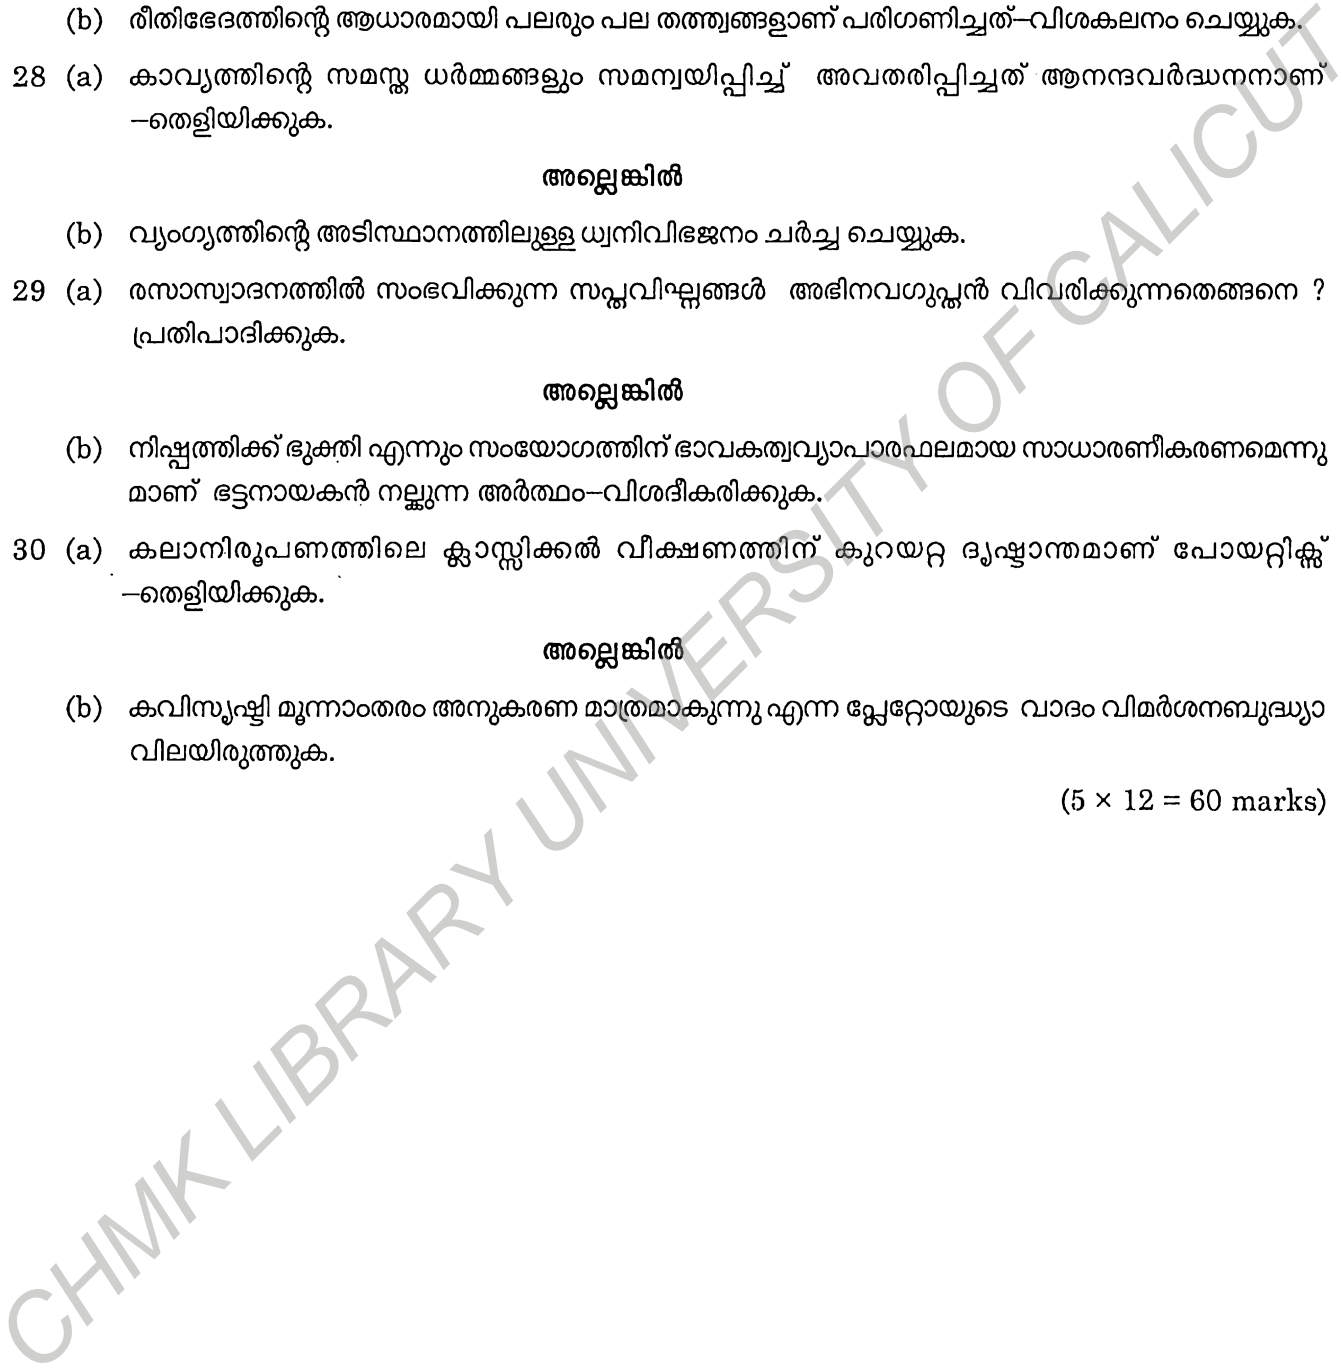 (b) രീതിഭേദത്തിന്റെ ആധാരമായി പലരും പല തത്ത്വങ്ങളാണ് പരിഗണിച്ചത്–വിശകലനം ചെയ്യുക.
28 (a) കാവ്യത്തിന്റെ സമസ്ത ധർമ്മങ്ങളും സമന്വയിപ്പിച്ച് അവതരിപ്പിച്ചത് ആനന്ദവർദ്ധനനാണ്
–തെളിയിക്കുക.
അല്ലെങ്കിൽ
(b) വ്യംഗ്യത്തിന്റെ അടിസ്ഥാനത്തിലുള്ള ധ്വനിവിഭജനം ചർച്ച ചെയ്യുക.
29 (a) രസാസ്വാദനത്തിൽ സംഭവിക്കുന്ന സപ്തവിഘ്നങ്ങൾ അഭിനവഗുപ്തൻ വിവരിക്കുന്നതെങ്ങനെ ?
പ്രതിപാദിക്കുക.
അല്ലെങ്കിൽ
(b) നിഷ്പത്തിക്ക് ഭുക്തി എന്നും സംയോഗത്തിന് ഭാവകത്വവ്യാപാരഫലമായ സാധാരണീകരണമെന്നു
മാണ് ഭട്ടനായകൻ നല്കുന്ന അർത്ഥം–വിശദീകരിക്കുക.
30 (a) കലാനിരൂപണത്തിലെ ക്ലാസ്സിക്കൽ വീക്ഷണത്തിന് കുറയറ്റ ദൃഷ്ടാന്തമാണ് പോയറ്റിക്സ്
–തെളിയിക്കുക.
അല്ലെങ്കിൽ
(b) കവിസൃഷ്ടി മൂന്നാംതരം അനുകരണ മാത്രമാകുന്നു എന്ന പ്ലേറ്റോയുടെ വാദം വിമർശനബുദ്ധ്യാ
വിലയിരുത്തുക.
(5 × 12 = 60 marks)
CHMK LIBRARY UNIVERSITY OF CALICUT